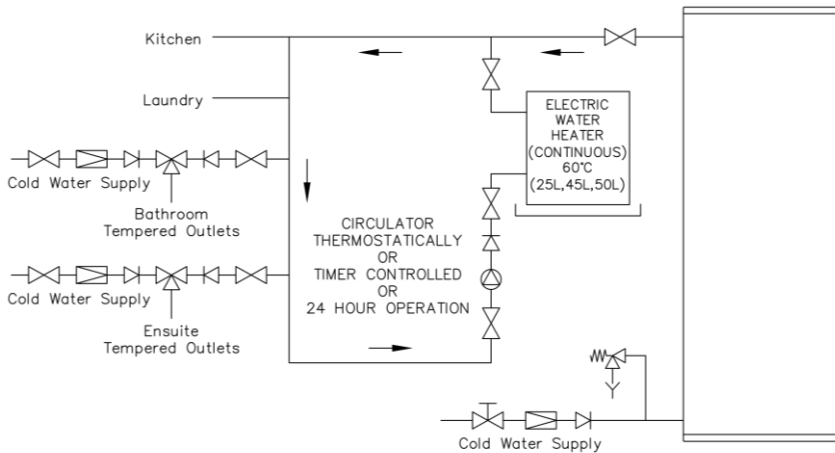 Kitchen
Laundry
Cold Water Supply
Bathroom
Tempered Outlets
Cold Water Supply
Ensuite
Tempered Outlets
CIRCULATOR
THERMOSTATICALLY
OR
TIMER CONTROLLED
OR
24 HOUR OPERATION
ELECTRIC
WATER
HEATER
(CONTINUOUS)
60°C
(25L,45L,50L)
Cold Water Supply